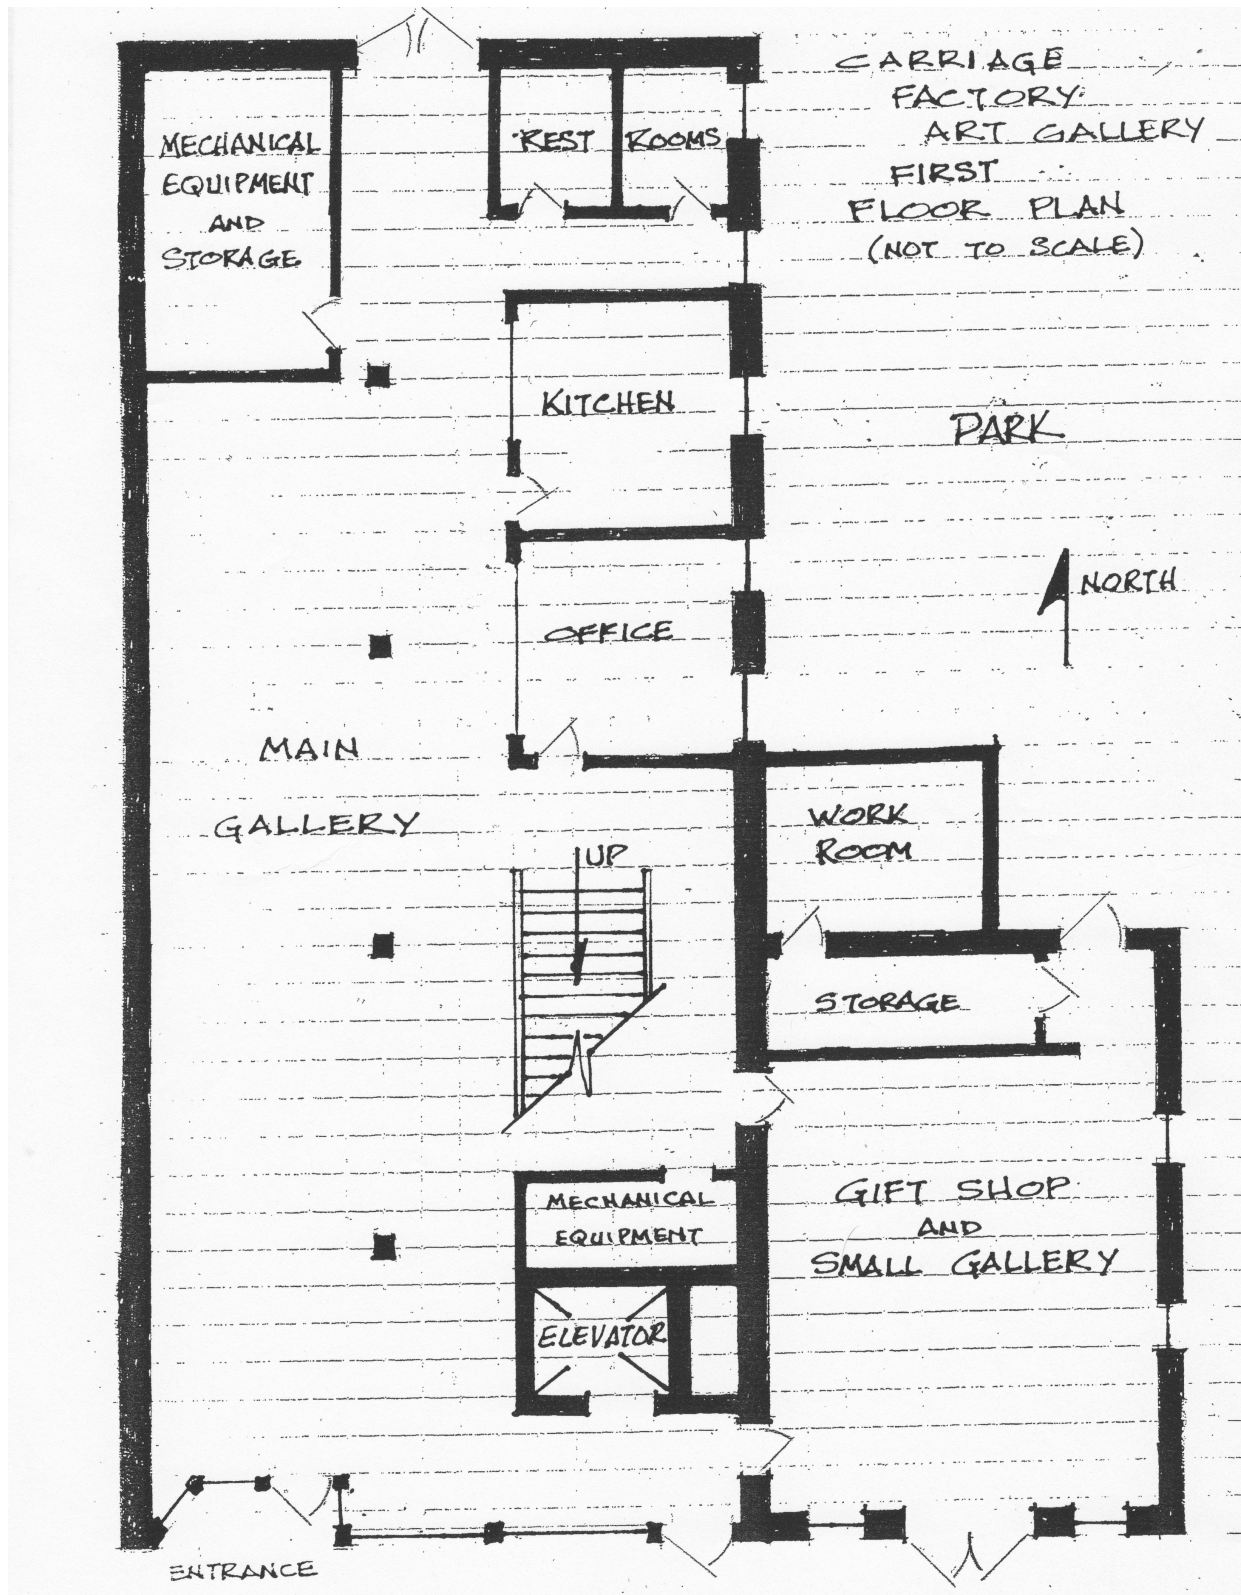 CARRIAGE
FACTORY
ART GALLERY
FIRST
FLOOR PLAN
(NOT TO SCALE)
MECHANICAL
EQUIPMENT
AND
STORAGE
REST ROOMS
KITCHEN
PARK
NORTH
OFFICE
MAIN
GALLERY
WORK
ROOM
UP
STORAGE
MECHANICAL
EQUIPMENT
GIFT SHOP
AND
SMALL GALLERY
ELEVATOR
ENTRANCE